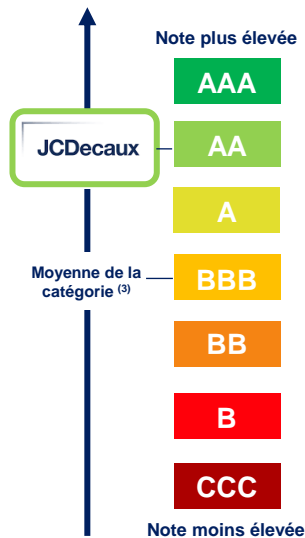 Note plus élevée
AAA
JCDecaux
AA
A
Moyenne de la
catégorie (3)
BBB
BB
B
CCC
Note moins élevée